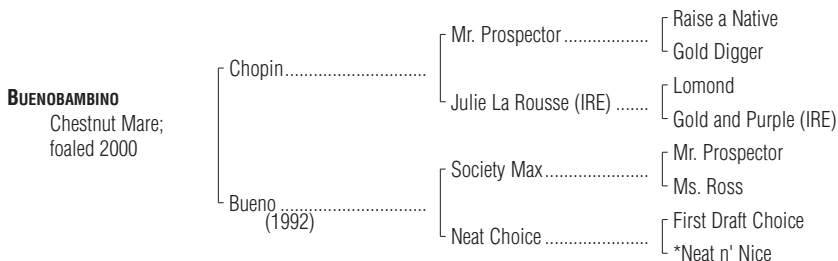 Raise a Native
Mr. Prospector ...................
Gold Digger
Chopin...............................
Lomond
Julie La Rousse (IRE) .......
Gold and Purple (IRE)
BUENOBAMBINO
Chestnut Mare;
foaled 2000
Mr. Prospector
Society Max.......................
Ms. Ross
Bueno ................................
(1992)
First Draft Choice
Neat Choice .......................
*Neat n' Nice